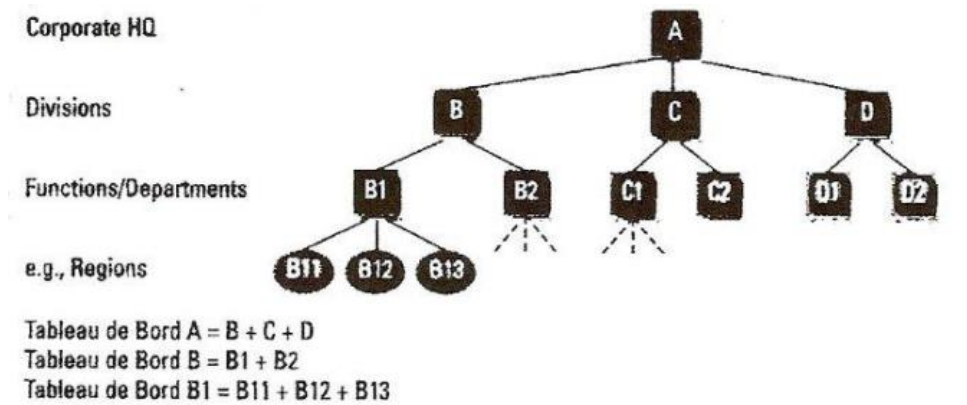 Corporate HQ
A
Divisions
B C D
Functions/Departments
B1 B2 C1 C2 D1 D2
e.g., Regions
B11 B12 B13
Tableau de Bord A = B + C + D
Tableau de Bord B = B1 + B2
Tableau de Bord B1 = B11 + B12 + B13